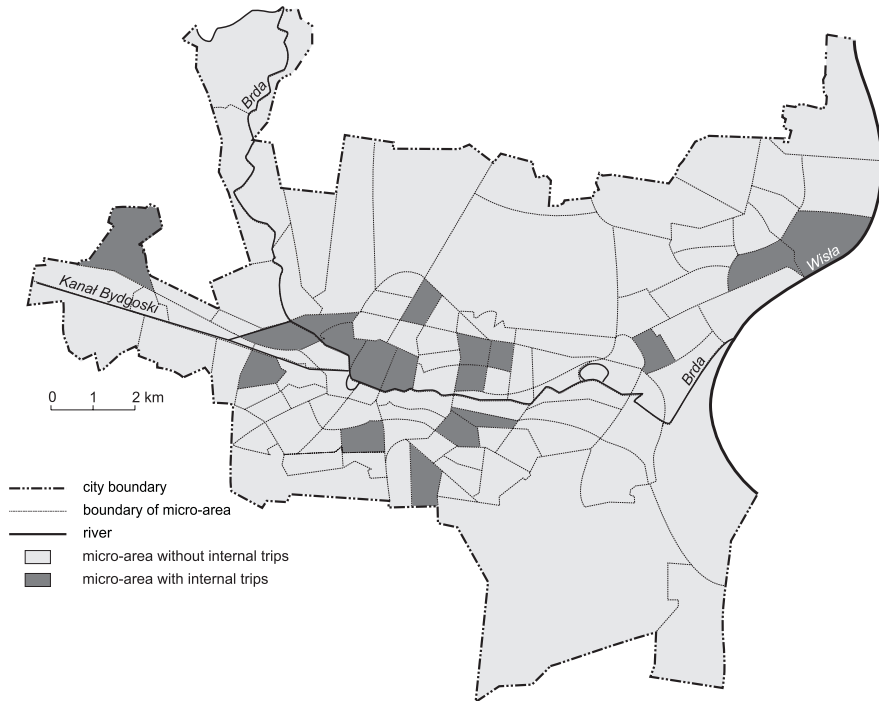 Brda
Kanał Bydgoski
Wisła
Brda
0 1 2 km
city boundary
boundary of micro-area
river
micro-area without internal trips
micro-area with internal trips